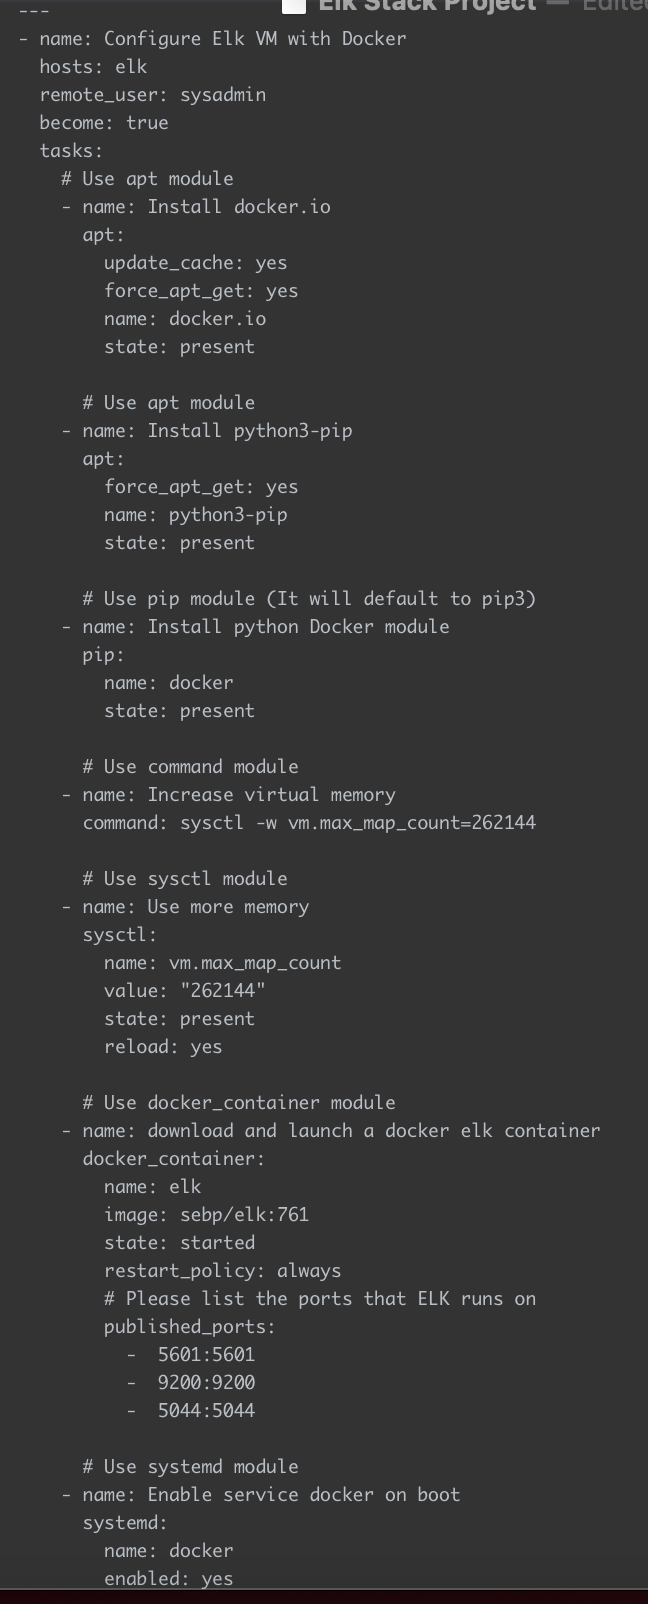 Elk Stack Project — Edited
---
- name: Configure Elk VM with Docker
  hosts: elk
  remote_user: sysadmin
  become: true
  tasks:
    # Use apt module
    - name: Install docker.io
      apt:
        update_cache: yes
        force_apt_get: yes
        name: docker.io
        state: present

      # Use apt module
    - name: Install python3-pip
      apt:
        force_apt_get: yes
        name: python3-pip
        state: present

      # Use pip module (It will default to pip3)
    - name: Install python Docker module
      pip:
        name: docker
        state: present

      # Use command module
    - name: Increase virtual memory
      command: sysctl -w vm.max_map_count=262144

      # Use sysctl module
    - name: Use more memory
      sysctl:
        name: vm.max_map_count
        value: "262144"
        state: present
        reload: yes

      # Use docker_container module
    - name: download and launch a docker elk container
      docker_container:
        name: elk
        image: sebp/elk:761
        state: started
        restart_policy: always
        # Please list the ports that ELK runs on
        published_ports:
          -  5601:5601
          -  9200:9200
          -  5044:5044

      # Use systemd module
    - name: Enable service docker on boot
      systemd:
        name: docker
        enabled: yes